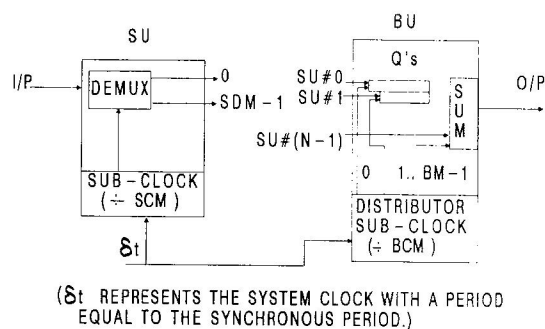 SU
BU
I/P
DEMUX
0
SDM-1
SUB-CLOCK
(÷ SCM)
Q's
SU#0
SU#1
SU#(N-1)
SUM
O/P
0 1.. BM-1
DISTRIBUTOR
SUB-CLOCK
(÷ BCM)
δt
(δt REPRESENTS THE SYSTEM CLOCK WITH A PERIOD
EQUAL TO THE SYNCHRONOUS PERIOD.)